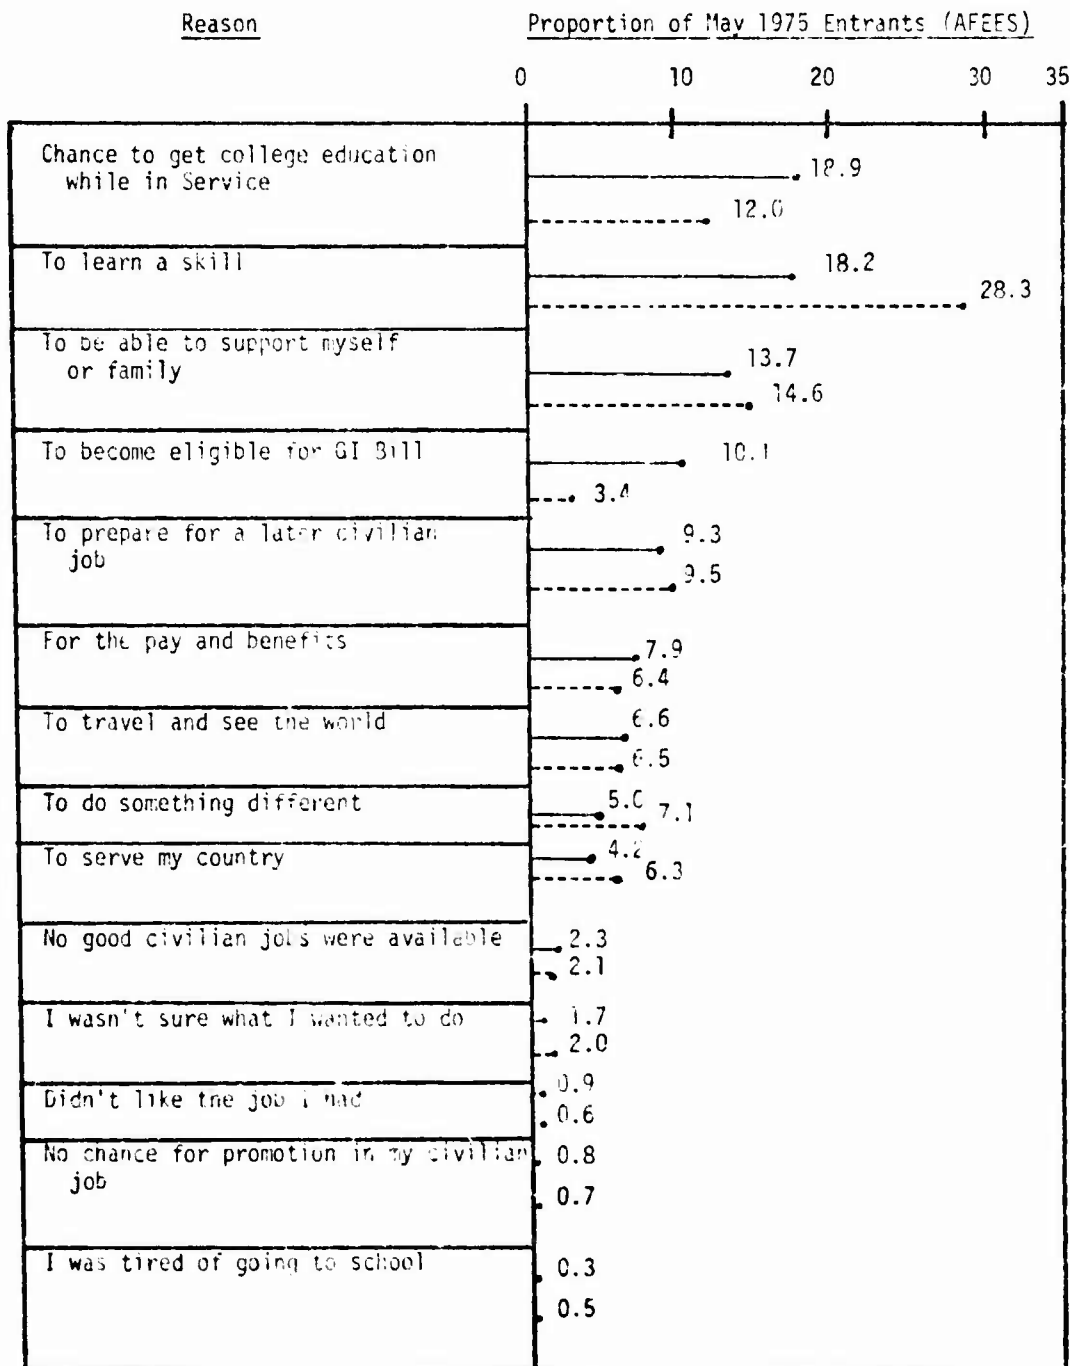 Reason Proportion of May 1975 Entrants (AFEES)
0 10 20 30 35
Chance to get college education
while in Service
18.9
12.0
To learn a skill
18.2
28.3
To be able to support myself
or family
13.7
14.6
To become eligible for GI Bill
10.1
3.4
To prepare for a later civilian
job
9.3
9.5
For the pay and benefits
7.9
6.4
To travel and see the world
6.6
6.5
To do something different
5.0
7.1
To serve my country
4.2
6.3
No good civilian jobs were available
2.3
2.1
I wasn't sure what I wanted to do
1.7
2.0
Didn't like the job I had
0.9
0.6
No chance for promotion in my civilian
job
0.8
0.7
I was tired of going to school
0.3
0.5